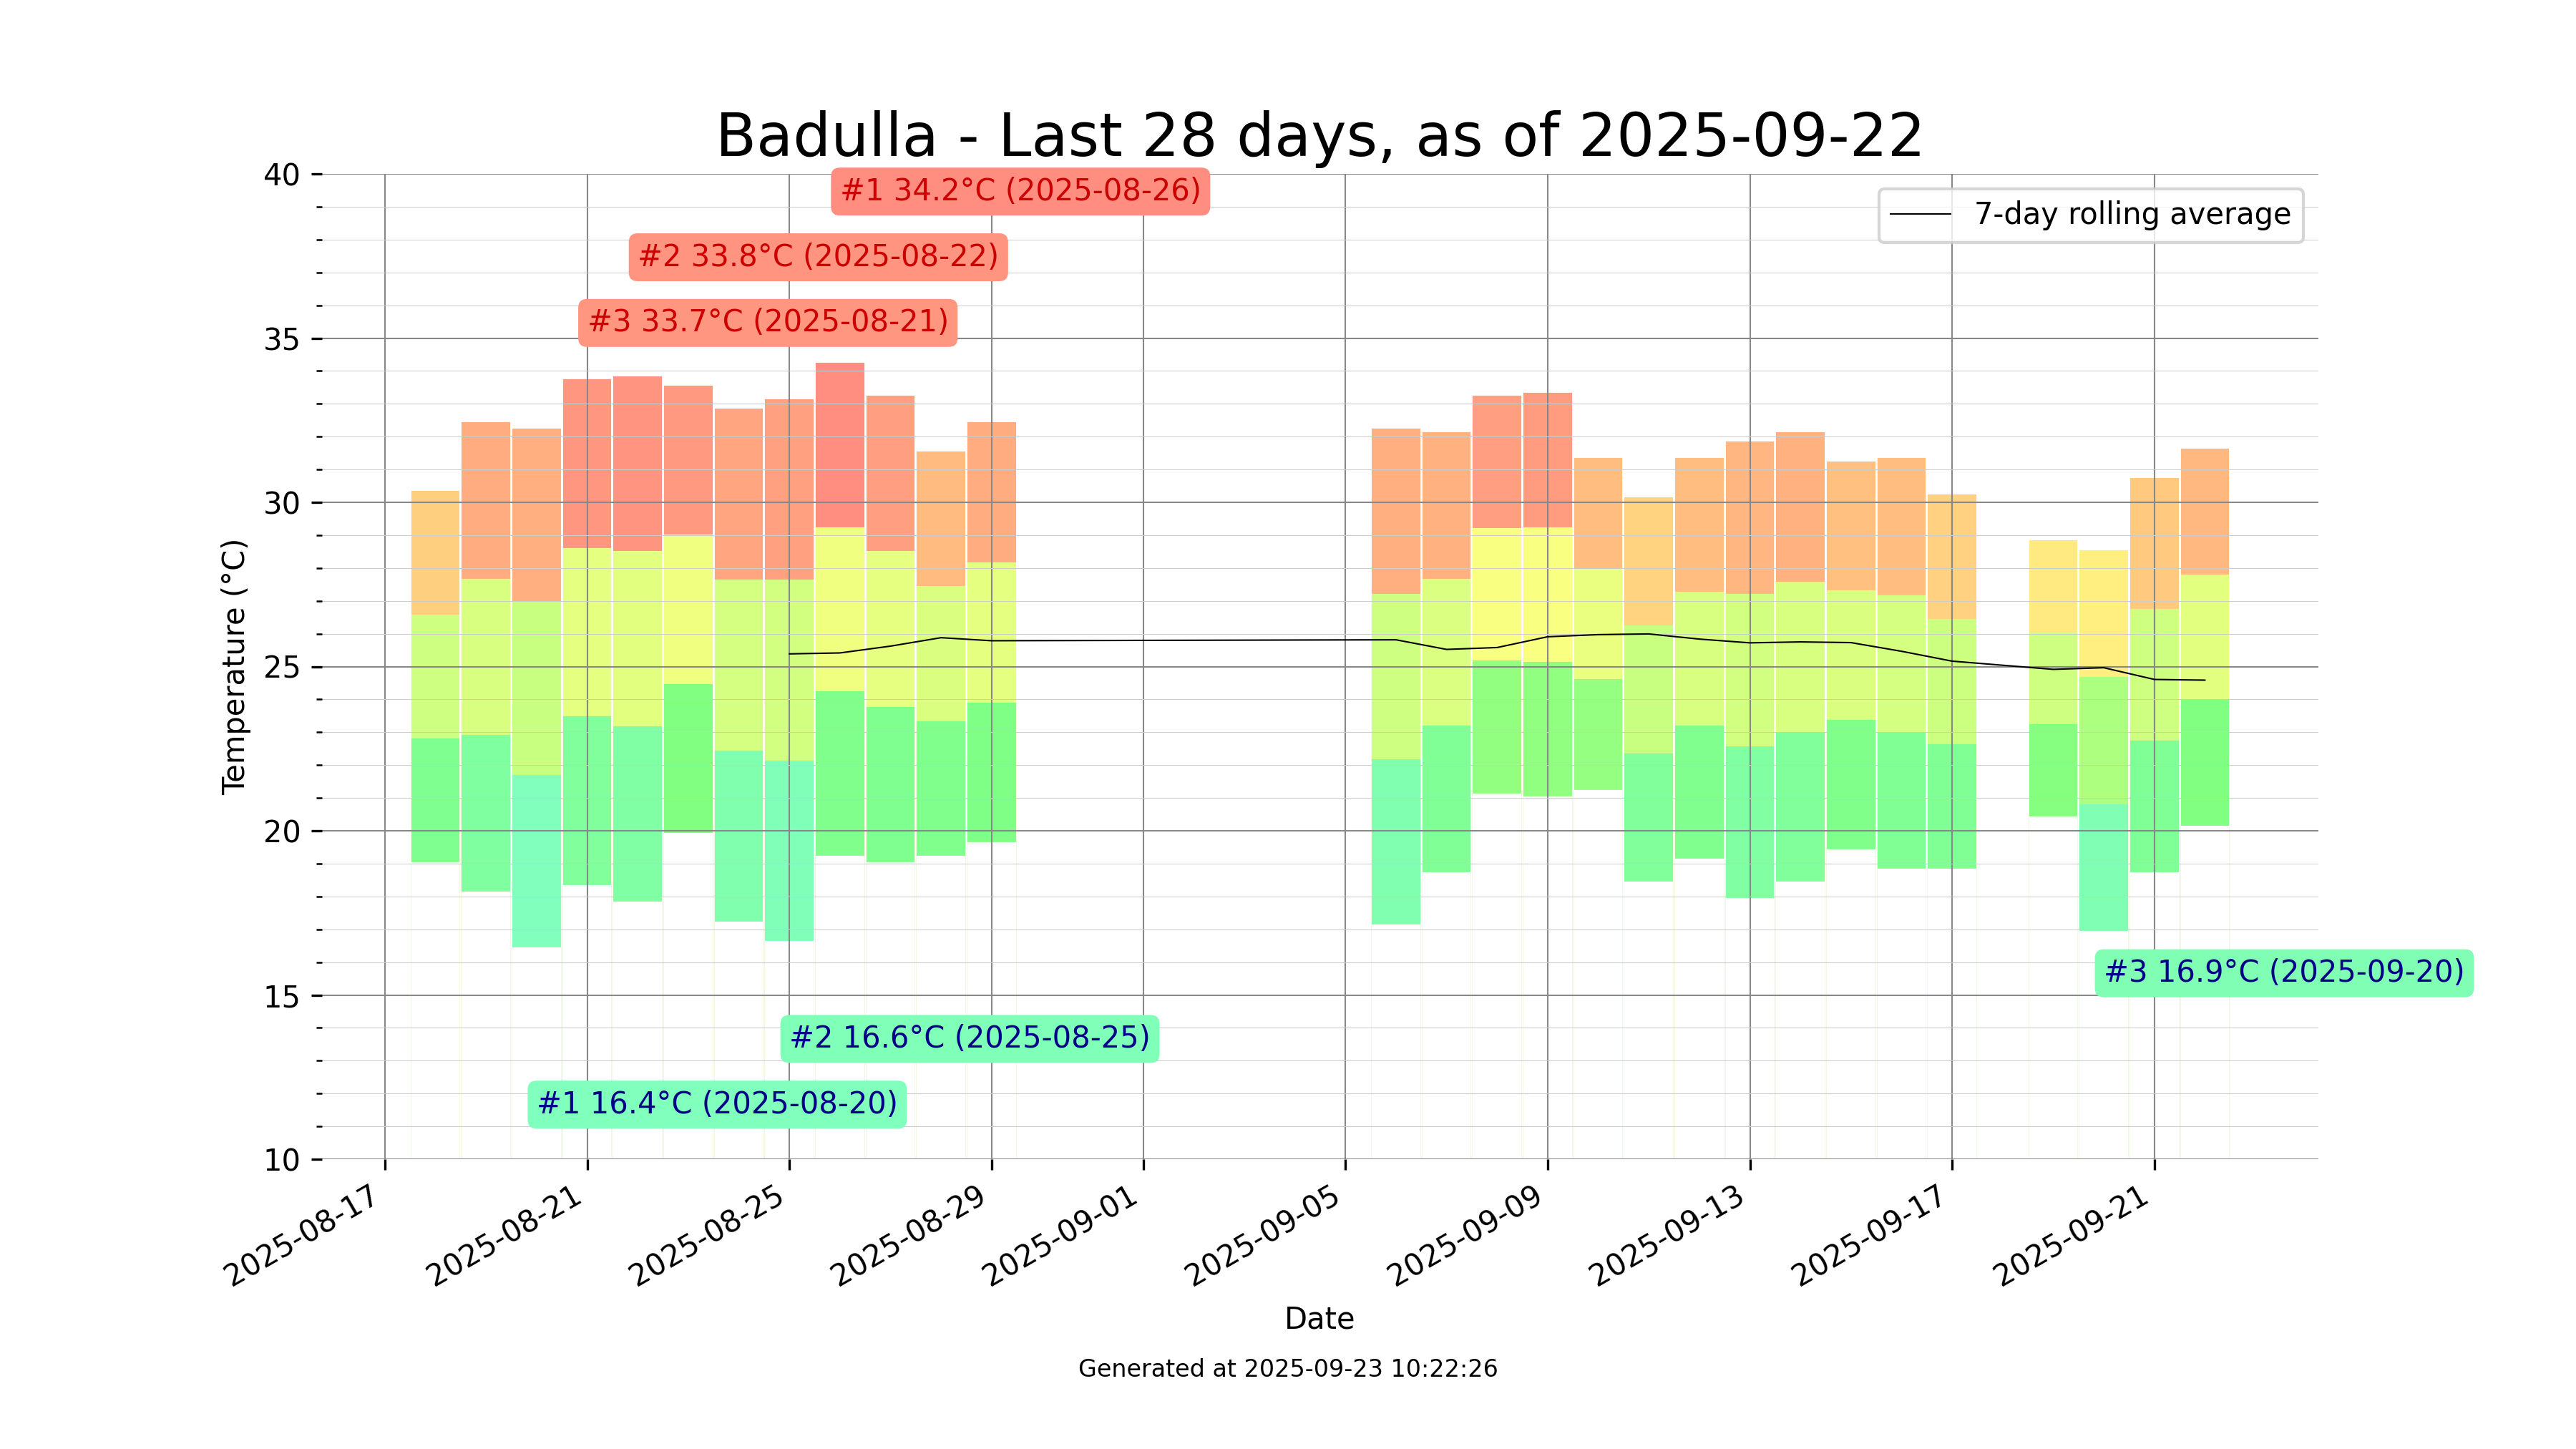 Badulla - Last 28 days, as of 2025-09-22
#1 34.2°C (2025-08-26)
7-day rolling average
#2 33.8°C (2025-08-22)
#3 33.7°C (2025-08-21)
40
35
30
25
20
15
10
Temperature (°C)
#3 16.9°C (2025-09-20)
#2 16.6°C (2025-08-25)
#1 16.4°C (2025-08-20)
2025-08-17
2025-08-21
2025-08-25
2025-08-29
2025-09-01
2025-09-05
2025-09-09
2025-09-13
2025-09-17
2025-09-21
Date
Generated at 2025-09-23 10:22:26